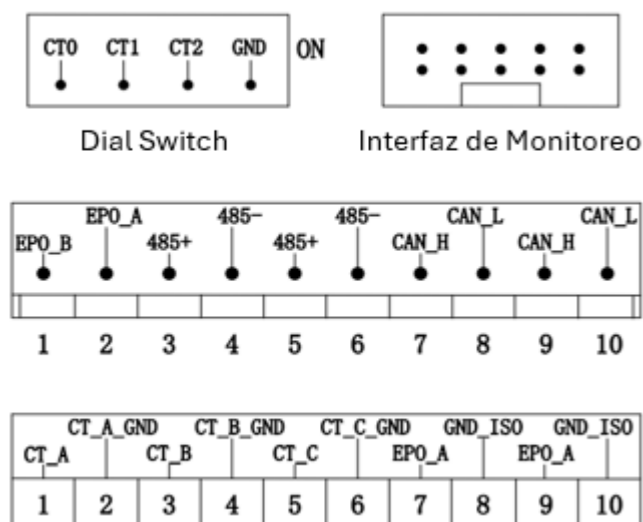 CT0 CT1 CT2 GND ON
Dial Switch Interfaz de Monitoreo
EPO_A 485- 485- CAN_L CAN_L
EPO_B 485+ 485+ CAN_H CAN_H
1 2 3 4 5 6 7 8 9 10
CT_A_GND CT_B_GND CT_C_GND GND_ISO GND_ISO
CT_A CT_B CT_C EPO_A EPO_A
1 2 3 4 5 6 7 8 9 10